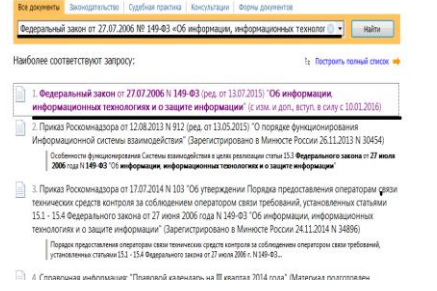 Все документы Законодательство Судебная практика Консультации Формы документов
Федеральный закон от 27.07.2006 № 149-ФЗ «Об информации, информационных технолог
Найти
Наиболее соответствуют запросу:
Построить полный список
1. Федеральный закон от 27.07.2006 N 149-ФЗ (ред. от 13.07.2015) "Об информации,
информационных технологиях и о защите информации" (с изм. и доп., вступ. в силу с 10.01.2016)
2. Приказ Роскомнадзора от 12.08.2013 N 912 (ред. от 13.05.2015) "О порядке функционирования
Информационной системы взаимодействия" (Зарегистрировано в Минюсте России 26.11.2013 N 30454)
Особенности функционирования Системы взаимодействия в целях реализации статьи 15.1 Федерального закона от 27 июля
2006 года N 149-ФЗ "Об информации, информационных технологиях и о защите информации"
3. Приказ Роскомнадзора от 17.07.2014 N 103 "Об утверждении Порядка предоставления операторам связи
технических средств контроля за соблюдением оператором связи требований, установленных статьями
15.1 - 15.4 Федерального закона от 27 июля 2006 года N 149-ФЗ "Об информации, информационных
технологиях и о защите информации" (Зарегистрировано в Минюсте России 24.11.2014 N 34896)
Порядок предоставления операторам связи технических средств контроля за соблюдением оператором связи требований,
установленных статьями 15.1 - 15.4 Федерального закона от 27 июля 2006 года N 149-ФЗ...
4. Справочная информация: "Правовой календарь на III квартал 2014 года" (Материал подготовлен